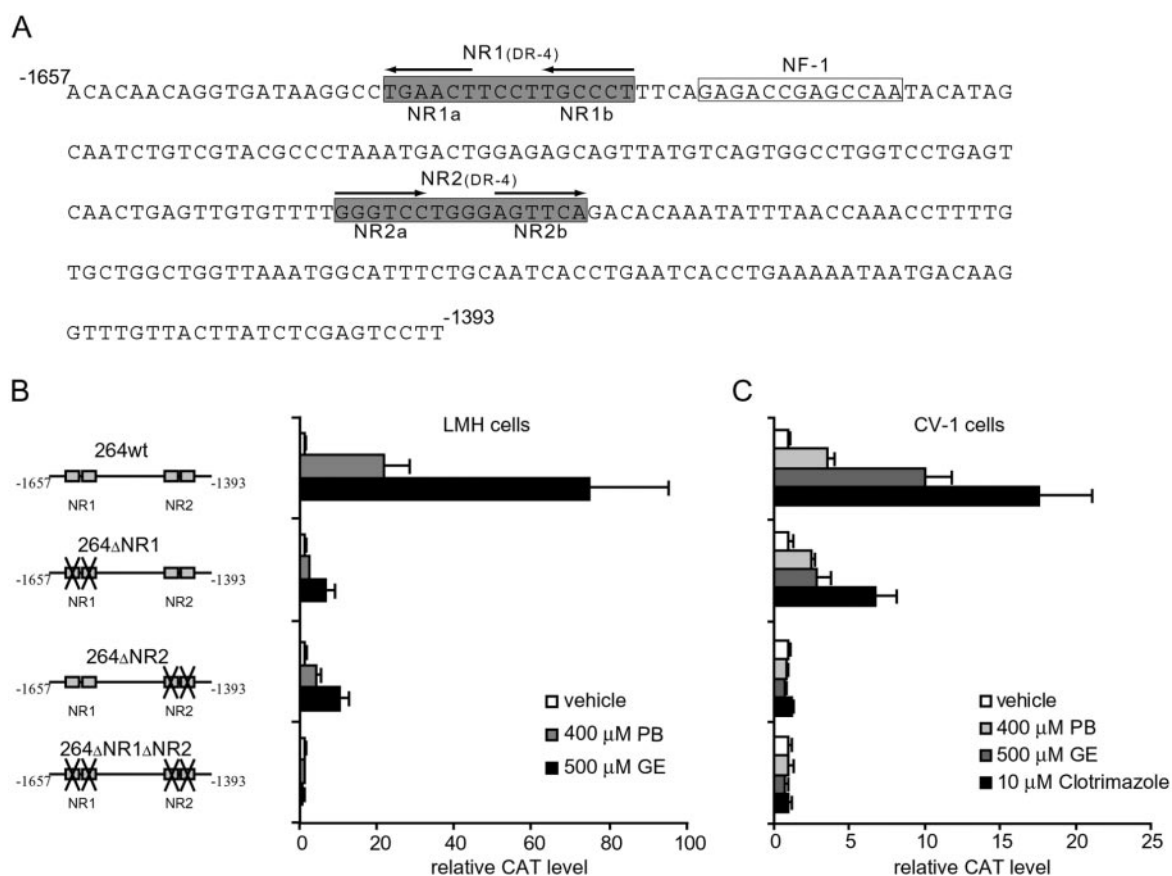 A
NR1(DR-4)
NF-1
-1657
ACACAACAGGTGATAAGGCCTGAACTTCCTTGCCCTTTCAGAGACCGAGCCAATACATAG
NR1a NR1b
CAATCTGTCGTACGCCCTAAATGACTGGAGAGCAGTTATGTCAGTGGCCTGGTCCTGAGT
NR2(DR-4)
CAACTGAGTTGTGTTTTGGGTCCTGGGAGTTCAGACACAAATATTTAACCAAACCTTTTG
NR2a NR2b
TGCTGGCTGGTTAAATGGCATTTCTGCAATCACCTGAATCACCTGAAAAATAATGACAAG
GTTTGTTACTTATCTCGAGTCCTT-1393
B
LMH cells
264wt
-1657 -1393
NR1 NR2
264ΔNR1
-1657 -1393
NR1 NR2
264ΔNR2
-1657 -1393
NR1 NR2
264ΔNR1ΔNR2
-1657 -1393
NR1 NR2
vehicle
400 μM PB
500 μM GE
0 20 40 60 80 100
relative CAT level
C
CV-1 cells
vehicle
400 μM PB
500 μM GE
10 μM Clotrimazole
0 5 10 15 20 25
relative CAT level